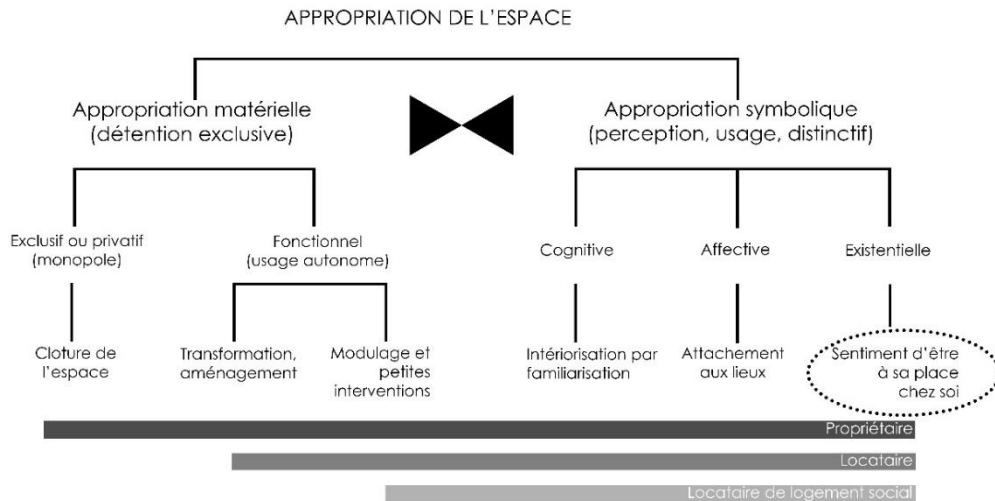 APPROPRIATION DE L'ESPACE
Appropriation matérielle
(détention exclusive)
Appropriation symbolique
(perception, usage, distinctif)
Exclusif ou privatif
(monopole)
Fonctionnel
(usage autonome)
Cognitive
Affective
Existentielle
Cloture de
l'espace
Transformation,
aménagement
Modulage et
petites
interventions
Intériorisation par
familiarisation
Attachement
aux lieux
Sentiment d'être
à sa place
chez soi
Propriétaire
Locataire
Locataire de logement social